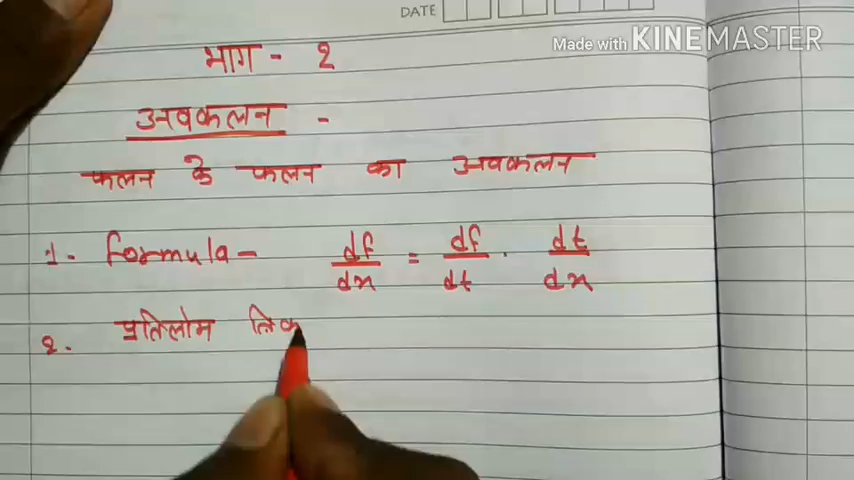 DATE
Made with KINEMASTER
भाग - 2
अवकलन -
फलन के फलन का अवकलन
1. formula - df/dx = df/dt . dt/dx
2. प्रतिलोम